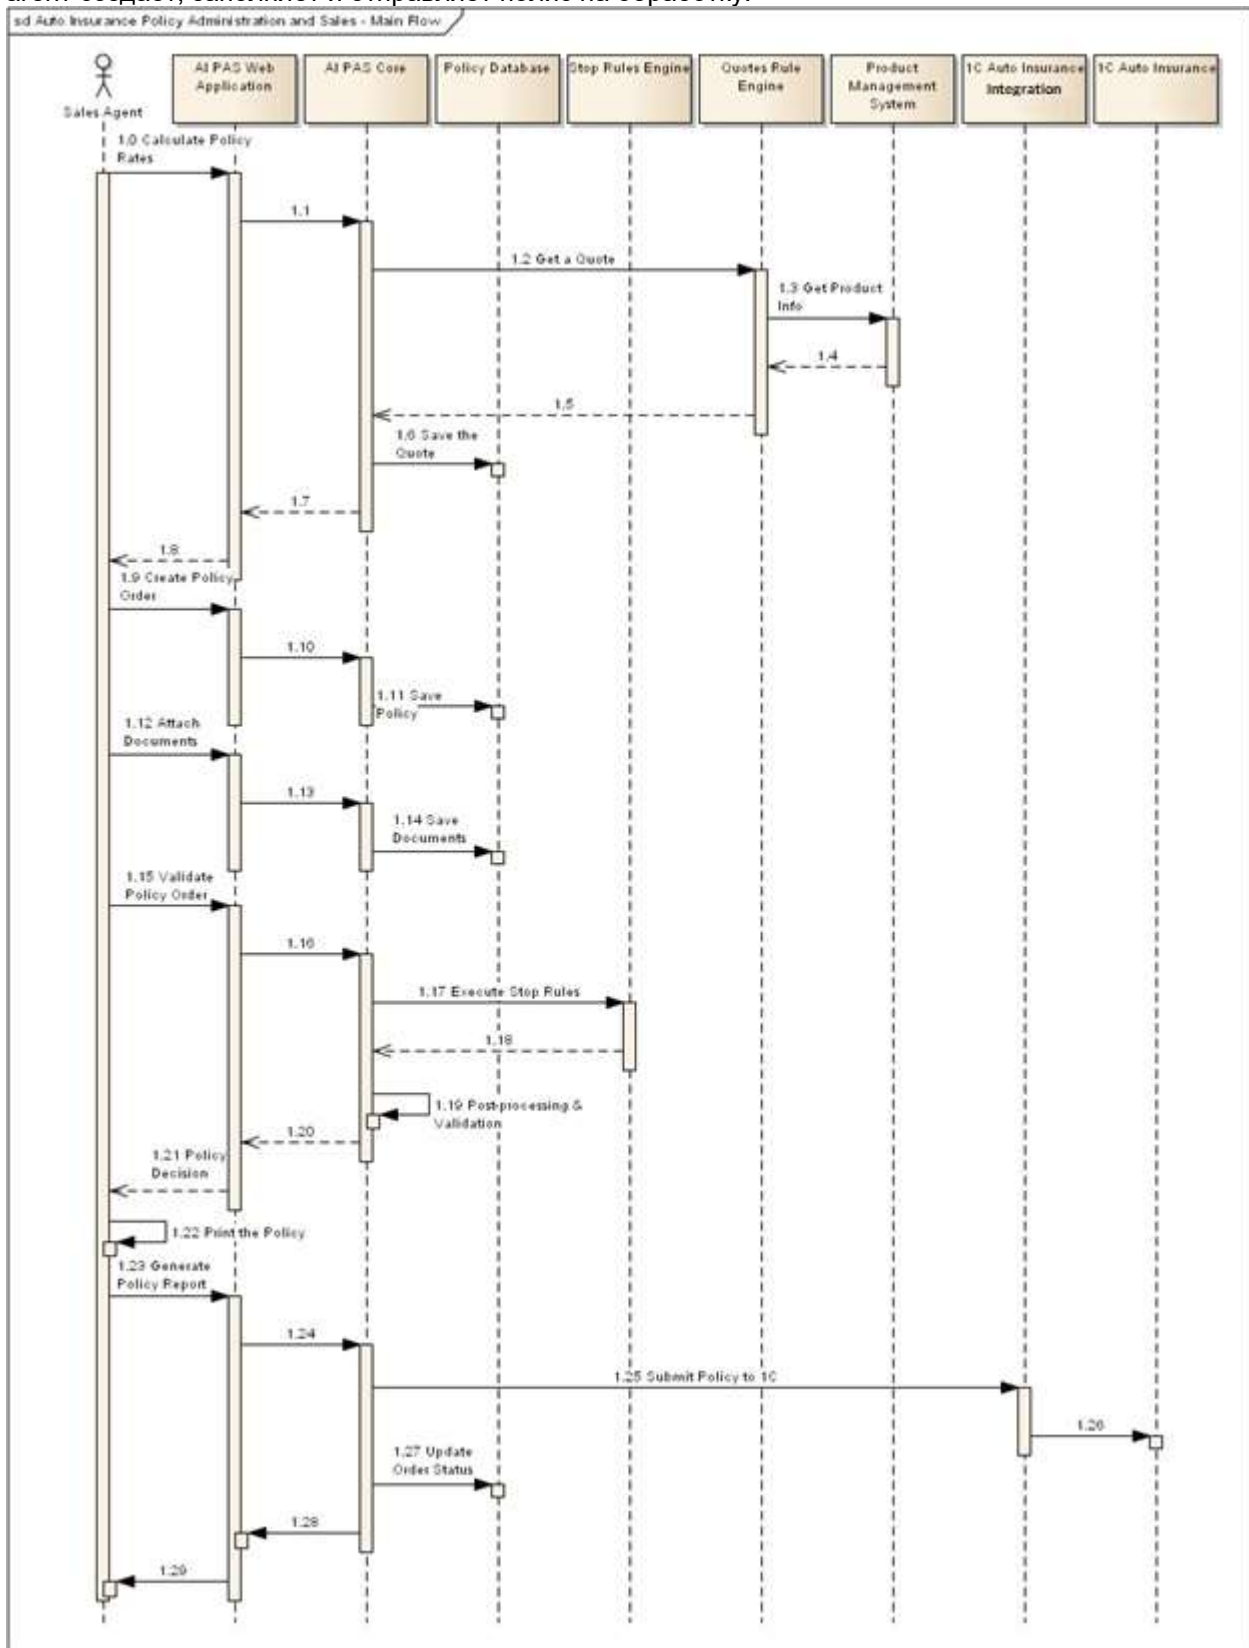 агент создает, заполняет и отправляет полис на обработку.
sd Auto Insurance Policy Administration and Sales - Main Flow
Sales Agent
AI PAS Web
Application
AI PAS Core
Policy Database
Stop Rules Engine
Quotes Rule
Engine
Product
Management
System
1C Auto Insurance
Integration
1C Auto Insurance
1.0 Calculate Policy
Rates
1.1
1.2 Get a Quote
1.3 Get Product
Info
1.4
1.5
1.6 Save the
Quote
1.7
1.8
1.9 Create Policy
Order
1.10
1.11 Save
Policy
1.12 Attach
Documents
1.13
1.14 Save
Documents
1.15 Validate
Policy Order
1.16
1.17 Execute Stop Rules
1.18
1.19 Post-processing &
Validation
1.20
1.21 Policy
Decision
1.22 Print the Policy
1.23 Generate
Policy Report
1.24
1.25 Submit Policy to 1C
1.26
1.27 Update
Order Status
1.28
1.29